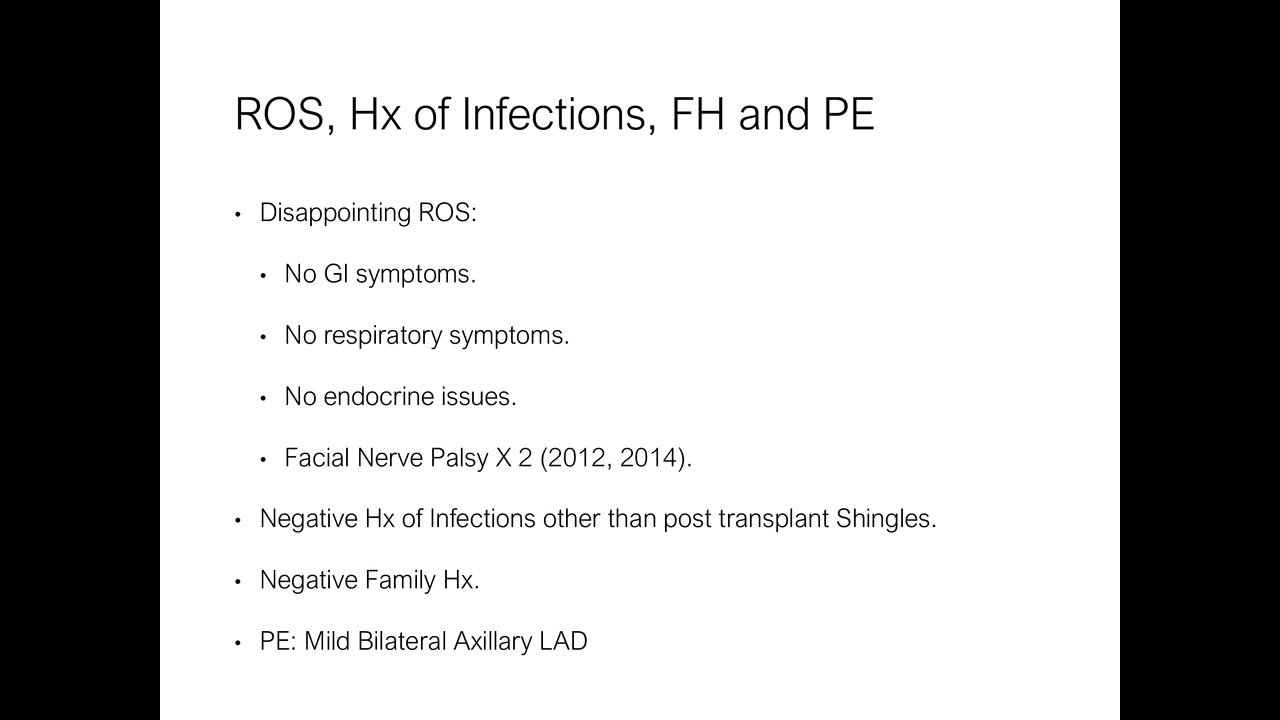 ROS, Hx of Infections, FH and PE
• Disappointing ROS:
• No GI symptoms.
• No respiratory symptoms.
• No endocrine issues.
• Facial Nerve Palsy X 2 (2012, 2014).
• Negative Hx of Infections other than post transplant Shingles.
• Negative Family Hx.
• PE: Mild Bilateral Axillary LAD